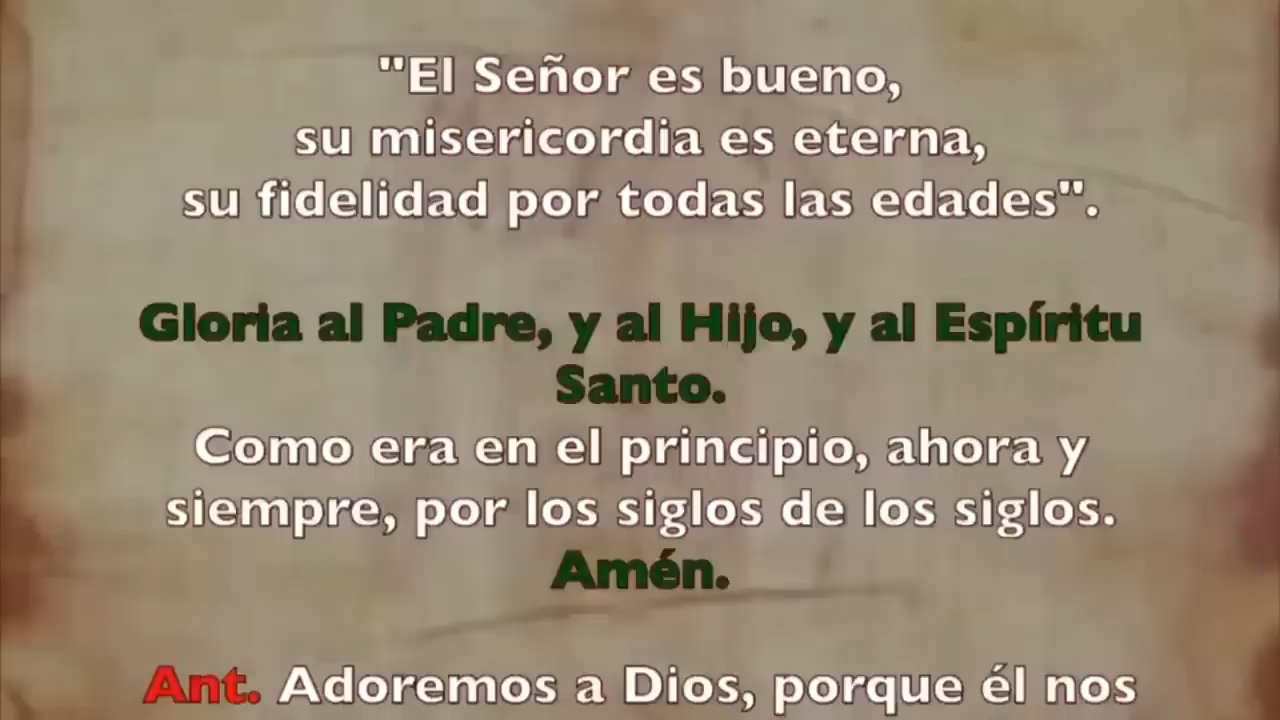 "El Señor es bueno,
su misericordia es eterna,
su fidelidad por todas las edades".
Gloria al Padre, y al Hijo, y al Espíritu
Santo.
Como era en el principio, ahora y
siempre, por los siglos de los siglos.
Amén.
Ant. Adoremos a Dios, porque él nos